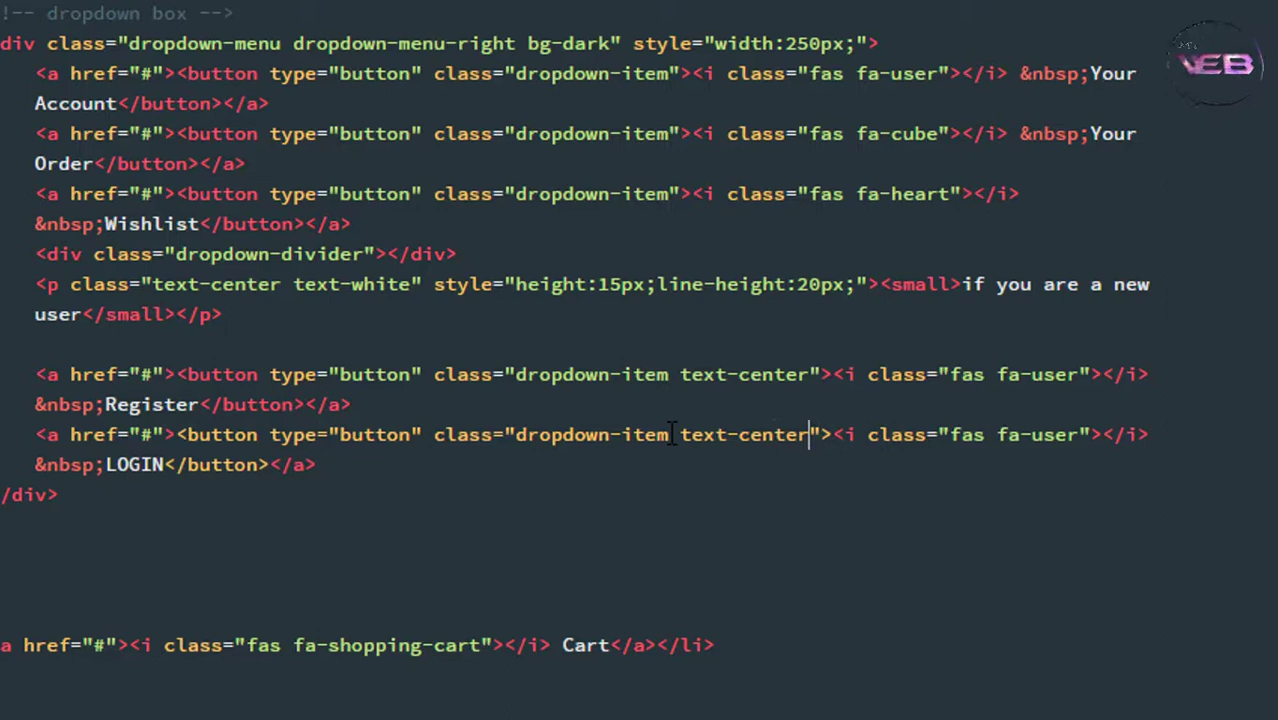 !-- dropdown box -->
div class="dropdown-menu dropdown-menu-right bg-dark" style="width:250px;">
<a href="#"><button type="button" class="dropdown-item"><i class="fas fa-user"></i> &nbsp;Your
Account</button></a>
<a href="#"><button type="button" class="dropdown-item"><i class="fas fa-cube"></i> &nbsp;Your
Order</button></a>
<a href="#"><button type="button" class="dropdown-item"><i class="fas fa-heart"></i>
&nbsp;Wishlist</button></a>
<div class="dropdown-divider"></div>
<p class="text-center text-white" style="height:15px;line-height:20px;"><small>if you are a new
user</small></p>
<a href="#"><button type="button" class="dropdown-item text-center"><i class="fas fa-user"></i>
&nbsp;Register</button></a>
<a href="#"><button type="button" class="dropdown-item text-center"><i class="fas fa-user"></i>
&nbsp;LOGIN</button></a>
/div>
a href="#"><i class="fas fa-shopping-cart"></i> Cart</a></li>